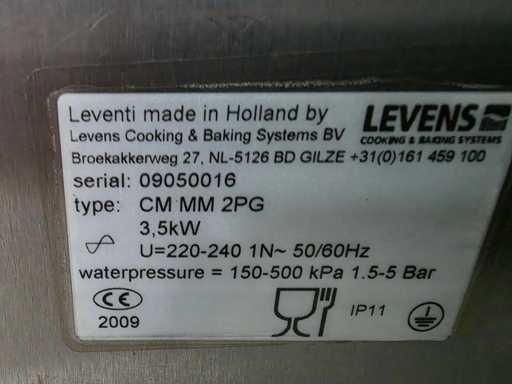 Leventi made in Holland by
LEVENS
Levens Cooking & Baking Systems BV
COOKING & BAKING SYSTEMS
Broekakkerweg 27, NL-5126 BD GILZE +31(0)161 459 100
serial: 09050016
type: CM MM 2PG
3,5kW
U=220-240 1N~ 50/60Hz
waterpressure = 150-500 kPa 1.5-5 Bar
CE
2009
IP11